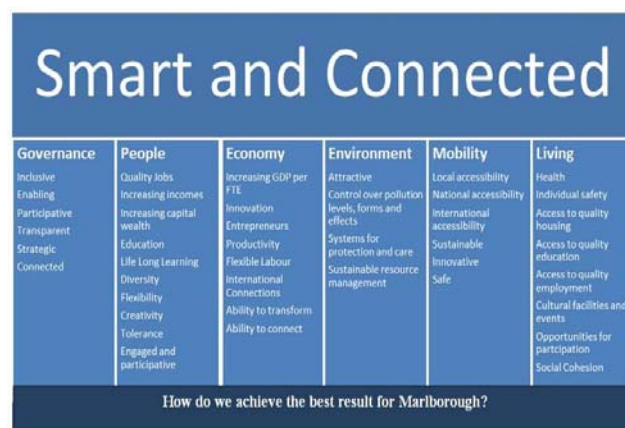 Smart and Connected
Governance
Inclusive
Enabling
Participative
Transparent
Strategic
Connected
People
Quality Jobs
Increasing incomes
Increasing capital
wealth
Education
Life Long Learning
Diversity
Flexibility
Creativity
Tolerance
Engaged and
participative
Economy
Increasing GDP per
FTE
Innovation
Entrepreneurs
Productivity
Flexible Labour
International
Connections
Ability to transform
Ability to connect
Environment
Attractive
Control over pollution
levels, forms and
effects
Systems for
protection and care
Sustainable resource
management
Mobility
Local accessibility
National accessibility
International
accessibility
Sustainable
Innovative
Safe
Living
Health
Individual safety
Access to quality
housing
Access to quality
education
Access to quality
employment
Cultural facilities and
events
Opportunities for
partcipation
Social Cohesion
How do we achieve the best result for Marlborough?